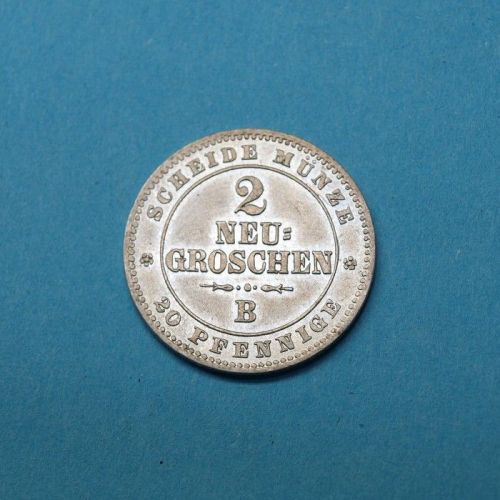 SCHEIDE MÜNZE
2
NEU=
GROSCHEN
B
20 PFENNIGE